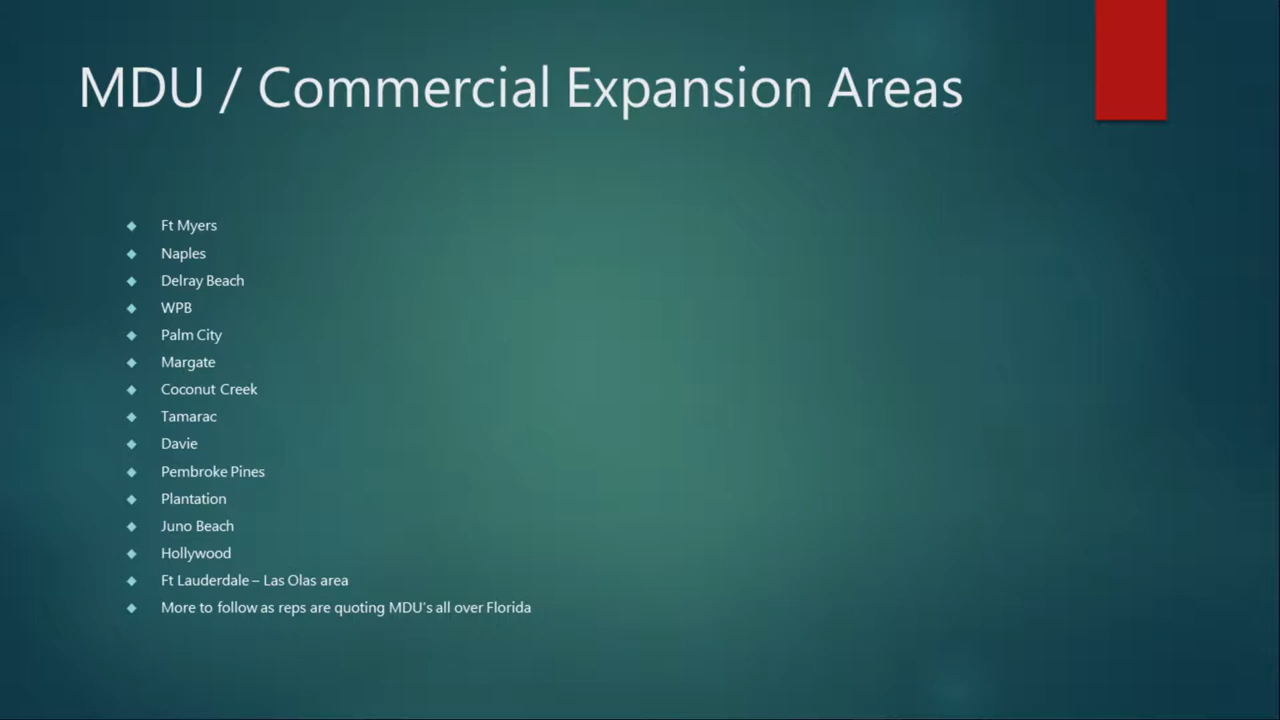 MDU / Commercial Expansion Areas
Ft Myers
Naples
Delray Beach
WPB
Palm City
Margate
Coconut Creek
Tamarac
Davie
Pembroke Pines
Plantation
Juno Beach
Hollywood
Ft Lauderdale – Las Olas area
More to follow as reps are quoting MDU's all over Florida